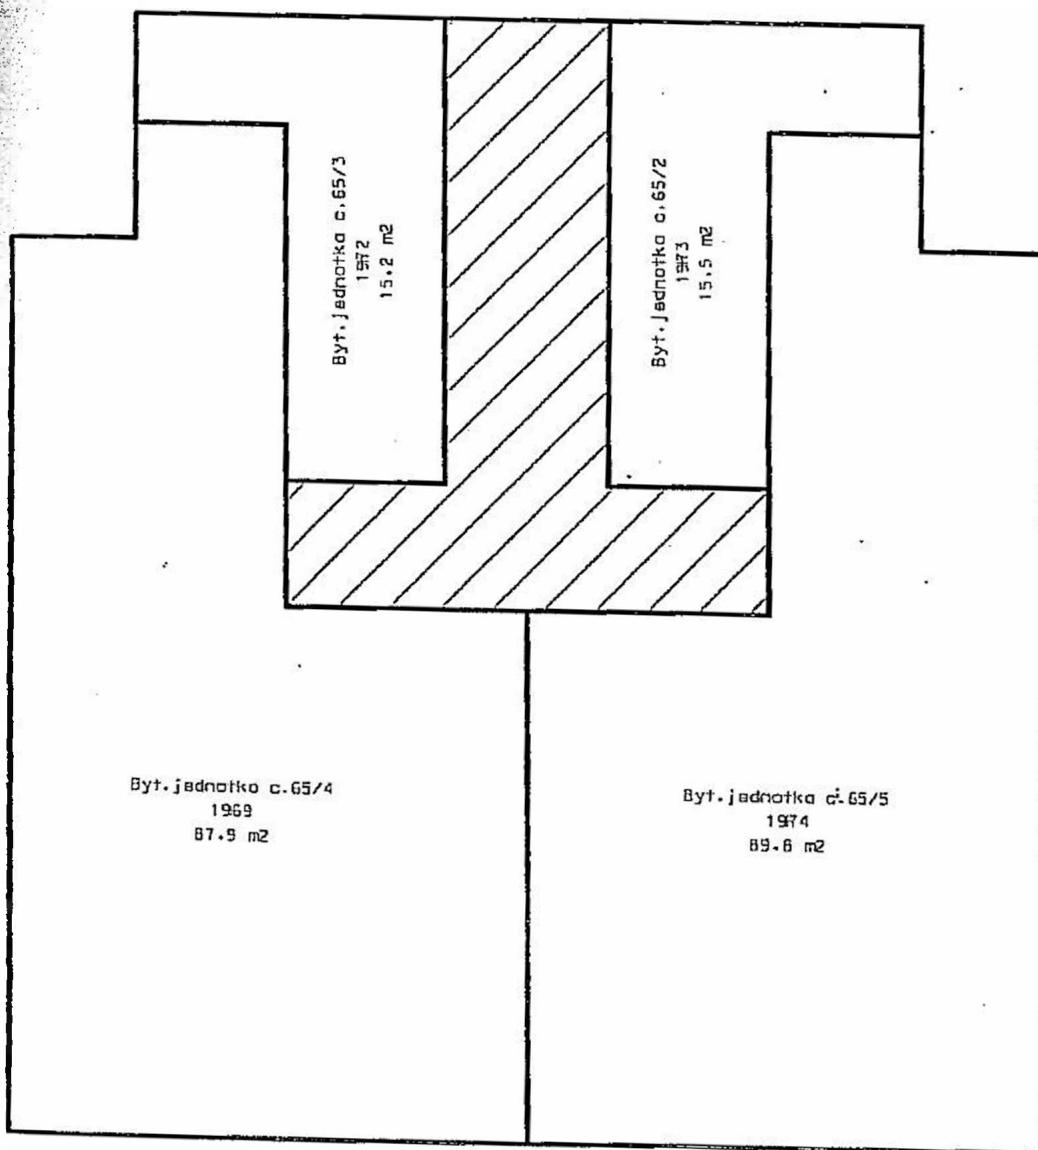 Byt.jednotka c.65/3
1972
15.2 m2
Byt.jednotka c.65/2
1973
15.5 m2
Byt.jednotka c.65/4
1969
87.9 m2
Byt.jednotka c.65/5
1974
89.8 m2